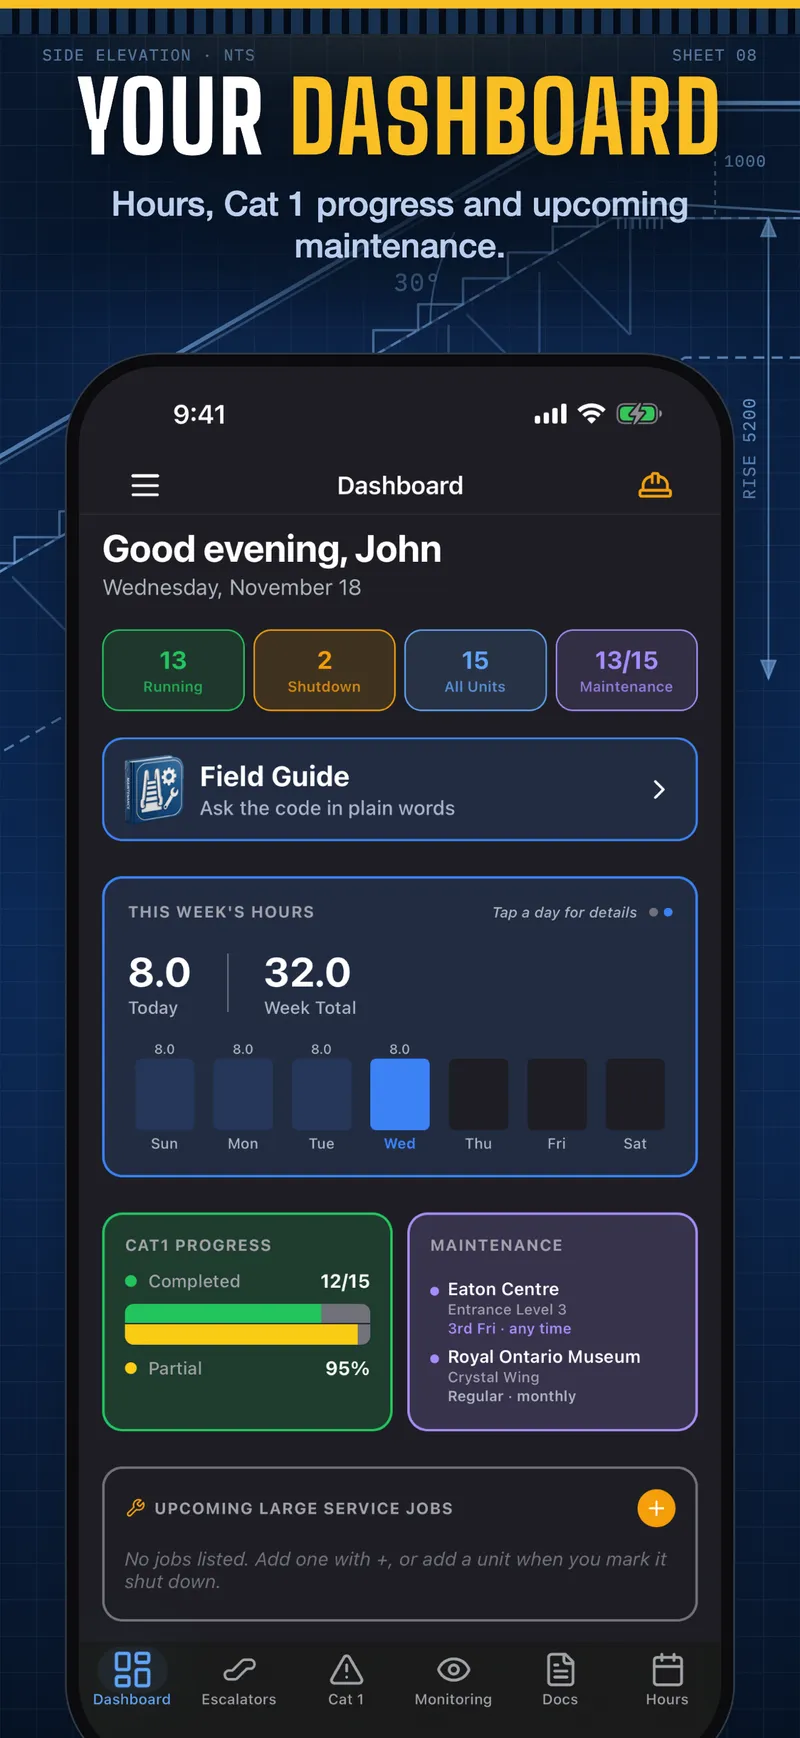 SIDE ELEVATION · NTS
SHEET 08
YOUR DASHBOARD
1000
Hours, Cat 1 progress and upcoming
maintenance.
30°
RISE 5200
9:41
Dashboard
Good evening, John
Wednesday, November 18
13
Running
2
Shutdown
15
All Units
13/15
Maintenance
Field Guide
Ask the code in plain words
THIS WEEK'S HOURS
Tap a day for details
8.0
Today
32.0
Week Total
8.0 8.0 8.0 8.0
Sun Mon Tue Wed Thu Fri Sat
CAT1 PROGRESS
Completed 12/15
Partial 95%
MAINTENANCE
Eaton Centre
Entrance Level 3
3rd Fri · any time
Royal Ontario Museum
Crystal Wing
Regular · monthly
UPCOMING LARGE SERVICE JOBS
No jobs listed. Add one with +, or add a unit when you mark it
shut down.
Dashboard Escalators Cat 1 Monitoring Docs Hours